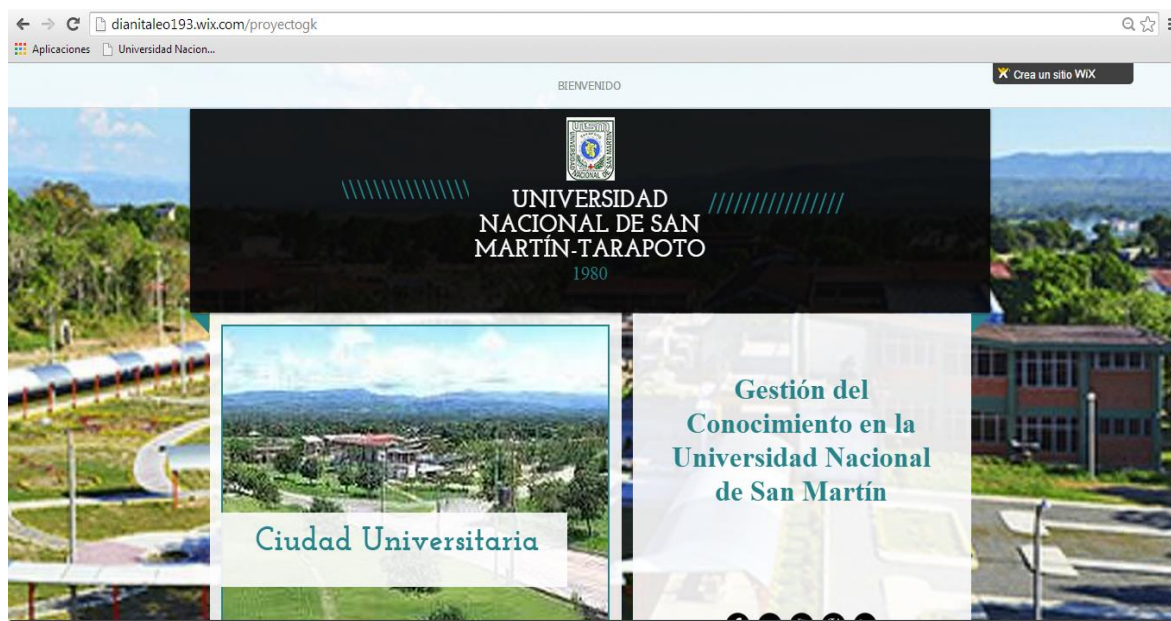 dianitaleo193.wix.com/proyectogk
Aplicaciones Universidad Nacion...
BIENVENIDO
Crea un sitio WiX
UNIVERSIDAD
NACIONAL DE SAN
MARTÍN-TARAPOTO
1980
Ciudad Universitaria
Gestión del
Conocimiento en la
Universidad Nacional
de San Martín